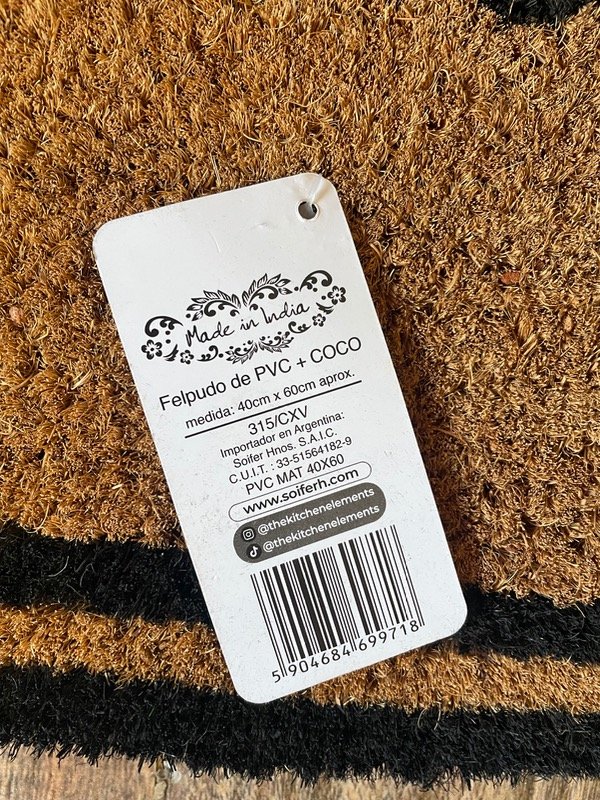 Made in India
Felpudo de PVC + COCO
medida: 40cm x 60cm aprox.
315/CXV
Importador en Argentina:
Soifer Hnos. S.A.I.C.
C.U.I.T. : 33-51564182-9
PVC MAT 40X60
www.soiferh.com
@thekitchenelements
@thekitchenelements
5 904684 699718